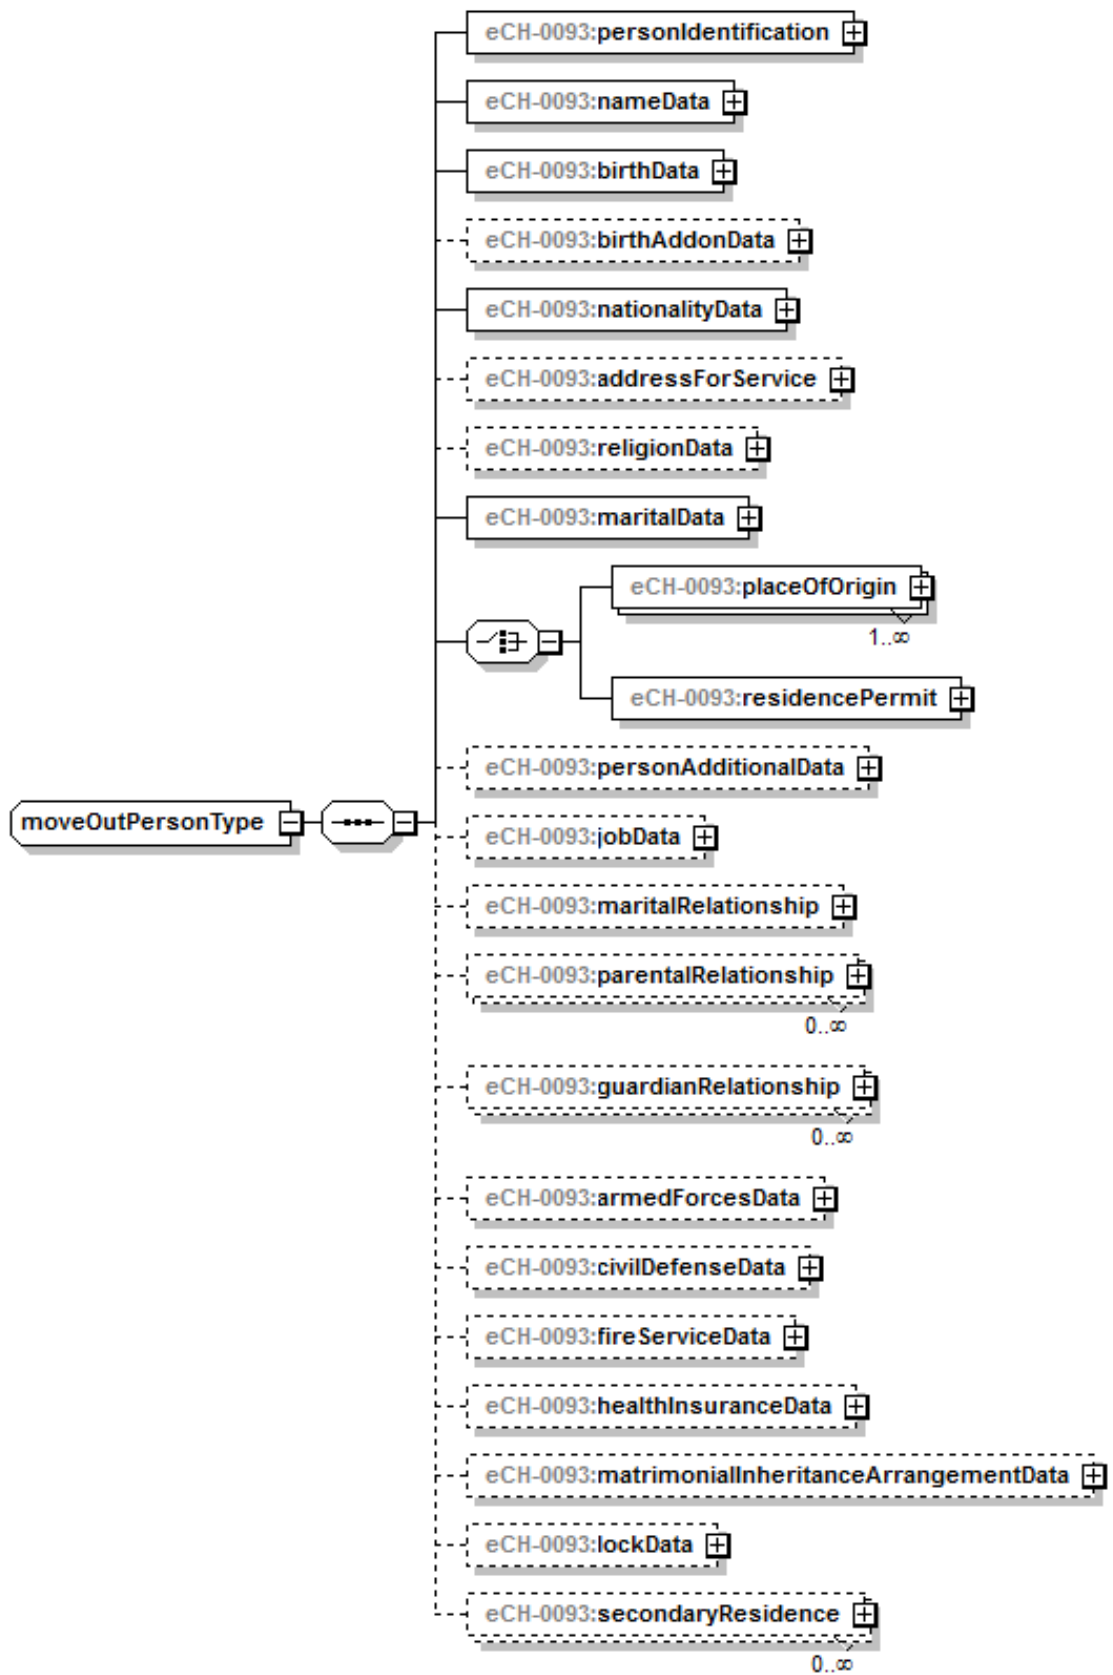 eCH-0093:personIdentification
eCH-0093:nameData
eCH-0093:birthData
eCH-0093:birthAddonData
eCH-0093:nationalityData
eCH-0093:addressForService
eCH-0093:religionData
eCH-0093:maritalData
eCH-0093:placeOfOrigin
1..∞
eCH-0093:residencePermit
eCH-0093:personAdditionalData
moveOutPersonType
eCH-0093:jobData
eCH-0093:maritalRelationship
eCH-0093:parentalRelationship
0..∞
eCH-0093:guardianRelationship
0..∞
eCH-0093:armedForcesData
eCH-0093:civilDefenseData
eCH-0093:fireServiceData
eCH-0093:healthInsuranceData
eCH-0093:matrimonialInheritanceArrangementData
eCH-0093:lockData
eCH-0093:secondaryResidence
0..∞